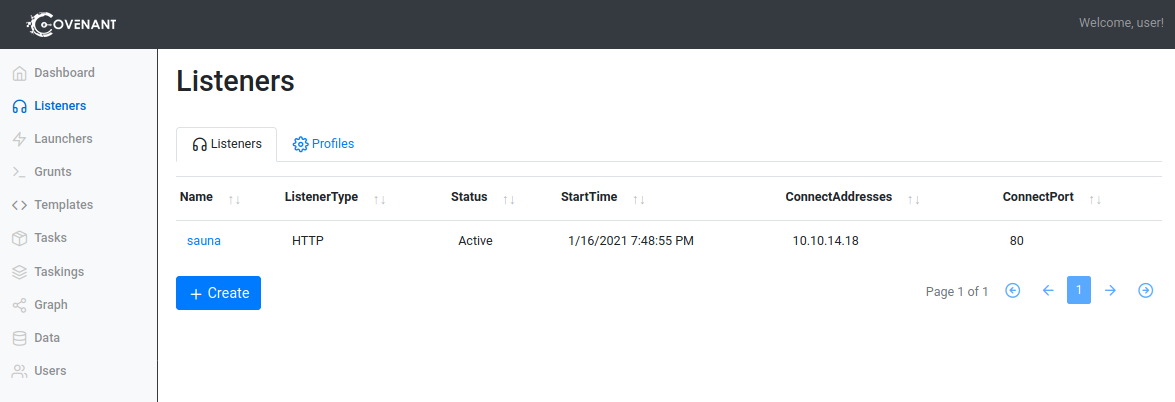 COVENANT
Welcome, user!
Dashboard
Listeners
Launchers
Grunts
Templates
Tasks
Taskings
Graph
Data
Users
Listeners
Listeners Profiles
Name ↑↓ ListenerType ↑↓ Status ↑↓ StartTime ↑↓ ConnectAddresses ↑↓ ConnectPort ↑↓
sauna HTTP Active 1/16/2021 7:48:55 PM 10.10.14.18 80
+ Create
Page 1 of 1 ← 1 →